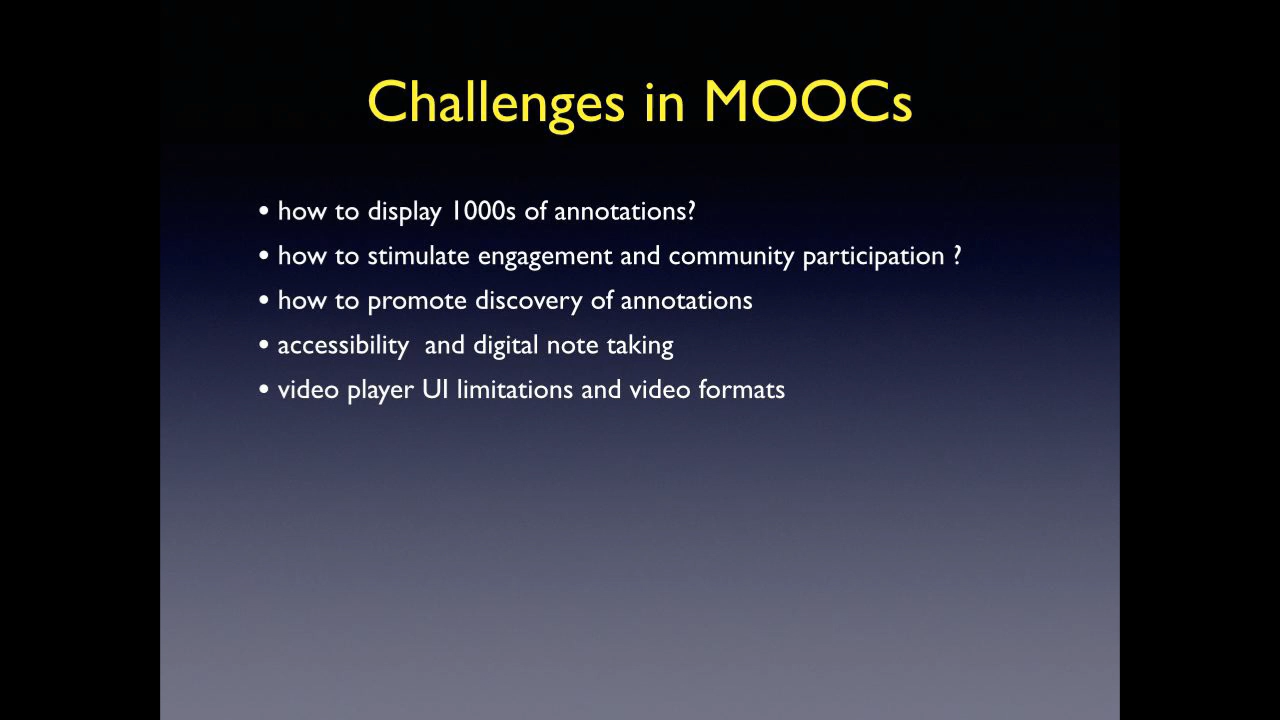 Challenges in MOOCs
• how to display 1000s of annotations?
• how to stimulate engagement and community participation ?
• how to promote discovery of annotations
• accessibility  and digital note taking
• video player UI limitations and video formats